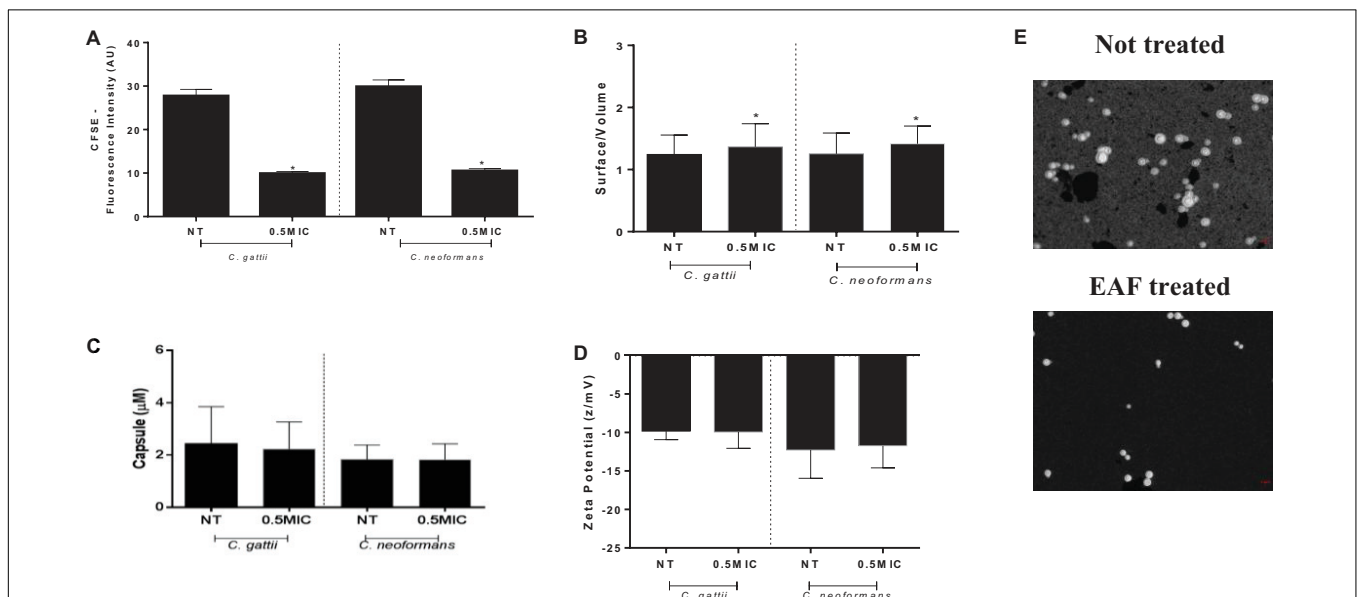 A
CFSE -
Fluorescence Intensity (AU)
40
30
20
10
0
*
*
NT
0.5MIC
NT
0.5MIC
C. gattii
C. neoformans
B
Surface/Volume
3
2
1
0
*
*
NT
0.5MIC
NT
0.5MIC
C. gattii
C. neoformans
E
Not treated
EAF treated
C
Capsule (μM)
6
4
2
0
NT
0.5MIC
NT
0.5MIC
C. gattii
C. neoformans
D
Zeta Potential (z/mV)
0
-5
-10
-15
-20
-25
NT
0.5MIC
NT
0.5MIC
C. gattii
C. neoformans